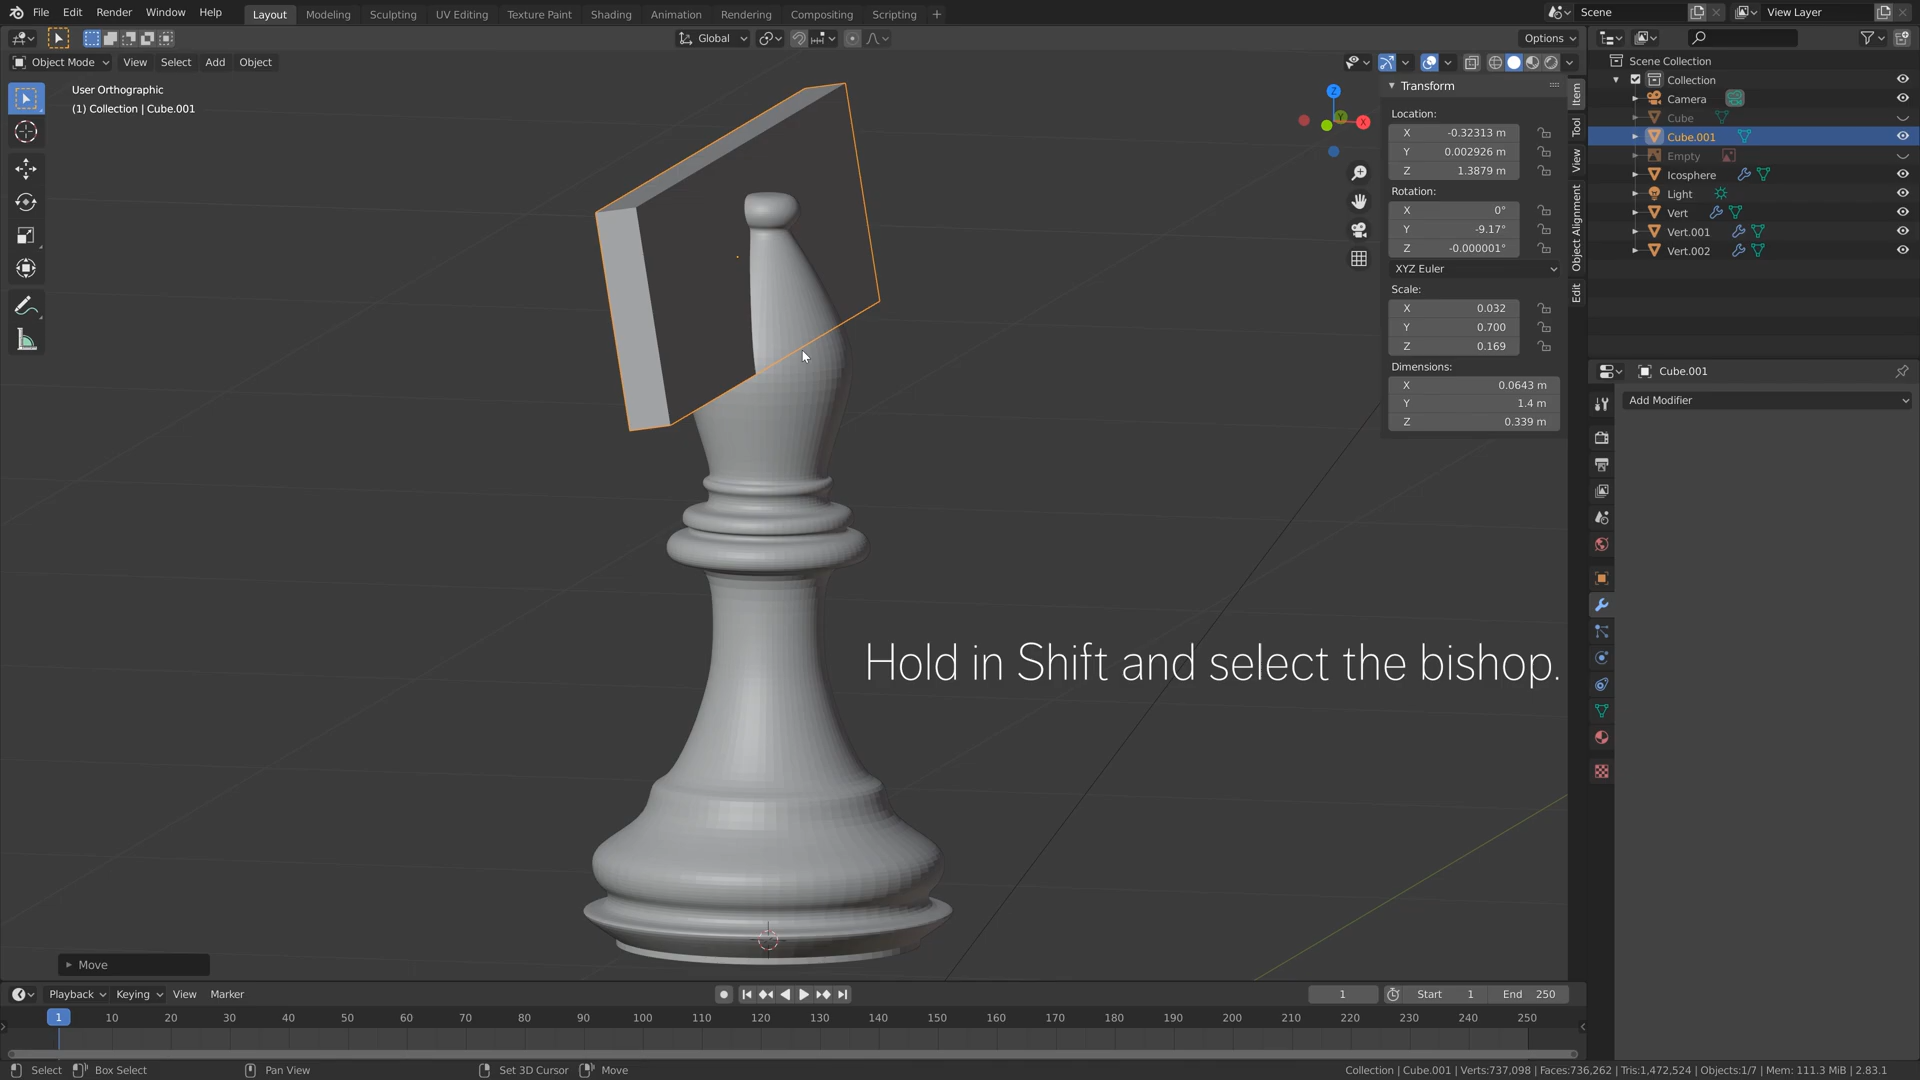 File Edit Render Window Help Layout Modeling Sculpting UV Editing Texture Paint Shading Animation Rendering Compositing Scripting + Scene View Layer
Global Options
Object Mode View Select Add Object
User Orthographic
(1) Collection | Cube.001
Z
Y
X
Transform
Location:
X -0.32313 m
Y 0.002926 m
Z 1.3879 m
Rotation:
X 0°
Y -9.17°
Z -0.000001°
XYZ Euler
Scale:
X 0.032
Y 0.700
Z 0.169
Dimensions:
X 0.0643 m
Y 1.4 m
Z 0.339 m
Item
Tool
View
Object Alignment
Edit
Scene Collection
Collection
Camera
Cube
Cube.001
Empty
Icosphere
Light
Vert
Vert.001
Vert.002
Cube.001
Add Modifier
Hold in Shift and select the bishop.
Move
Playback Keying View Marker 1 Start 1 End 250
1 10 20 30 40 50 60 70 80 90 100 110 120 130 140 150 160 170 180 190 200 210 220 230 240 250
Select Box Select Pan View Set 3D Cursor Move Collection | Cube.001 | Verts:737,098 | Faces:736,262 | Tris:1,472,524 | Objects:1/7 | Mem: 111.3 MiB | 2.83.1